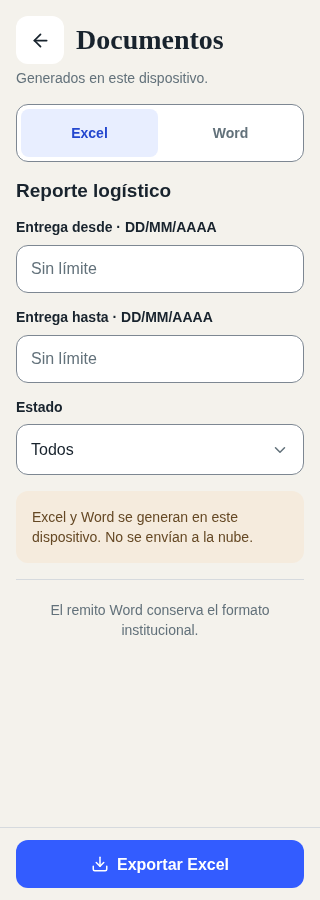 Documentos
Generados en este dispositivo.
Excel
Word
Reporte logístico
Entrega desde · DD/MM/AAAA
Sin límite
Entrega hasta · DD/MM/AAAA
Sin límite
Estado
Todos
Excel y Word se generan en este
dispositivo. No se envían a la nube.
El remito Word conserva el formato
institucional.
Exportar Excel